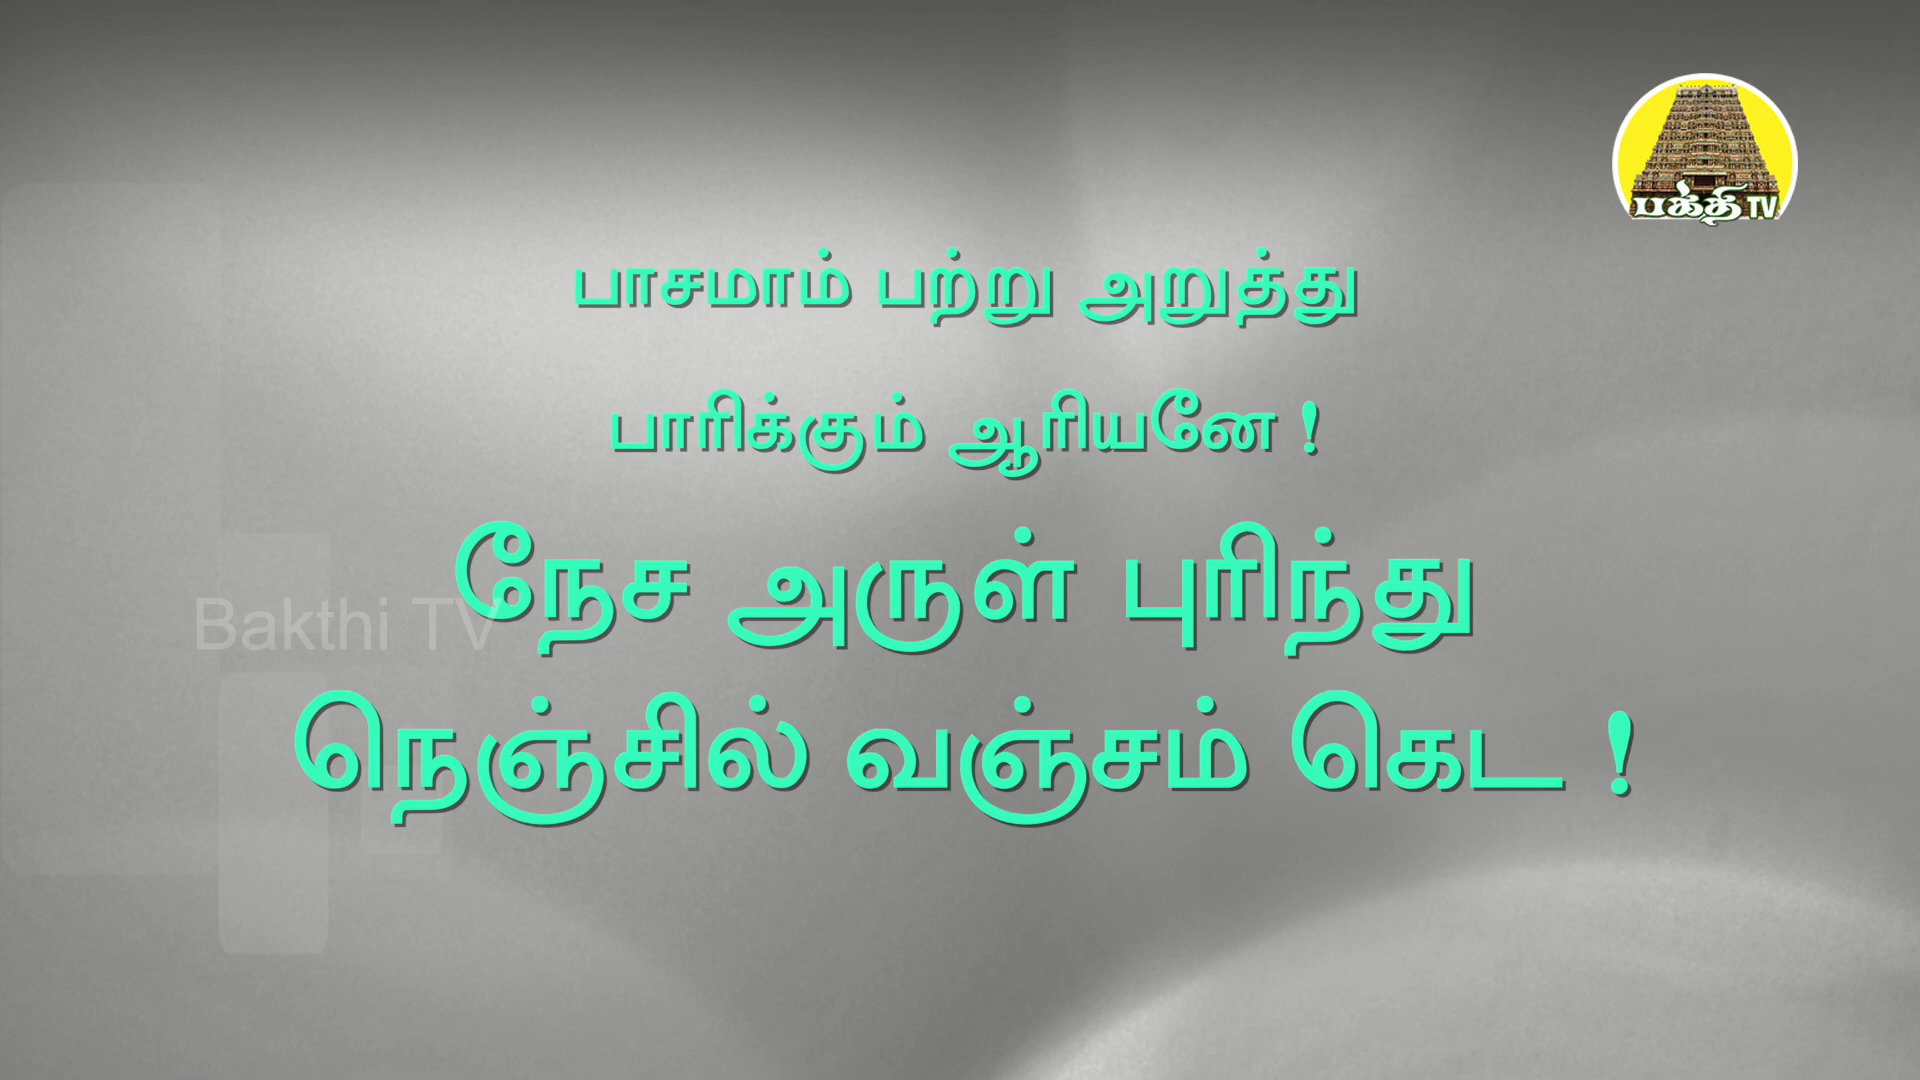 பக்தி TV
பாசமாம் பற்று அறுத்து
பாரிக்கும் ஆரியனே !
நேச அருள் புரிந்து
நெஞ்சில் வஞ்சம் கெட !
Bakthi TV